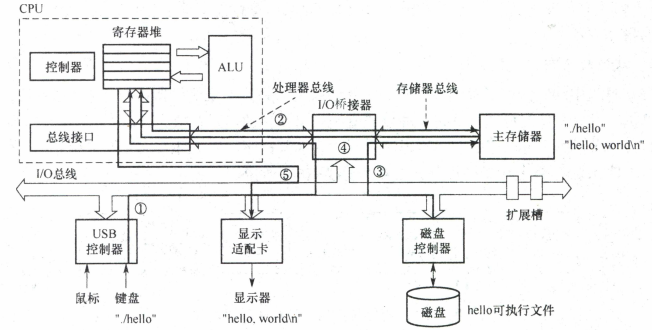 CPU
寄存器堆
控制器
ALU
处理器总线
存储器总线
I/O桥接器
总线接口
②
④
主存储器
"./hello"
"hello, world\n"
I/O总线
⑤
③
①
扩展槽
USB
控制器
显示
适配卡
磁盘
控制器
鼠标
键盘
显示器
磁盘
hello可执行文件
"./hello"
"hello, world\n"